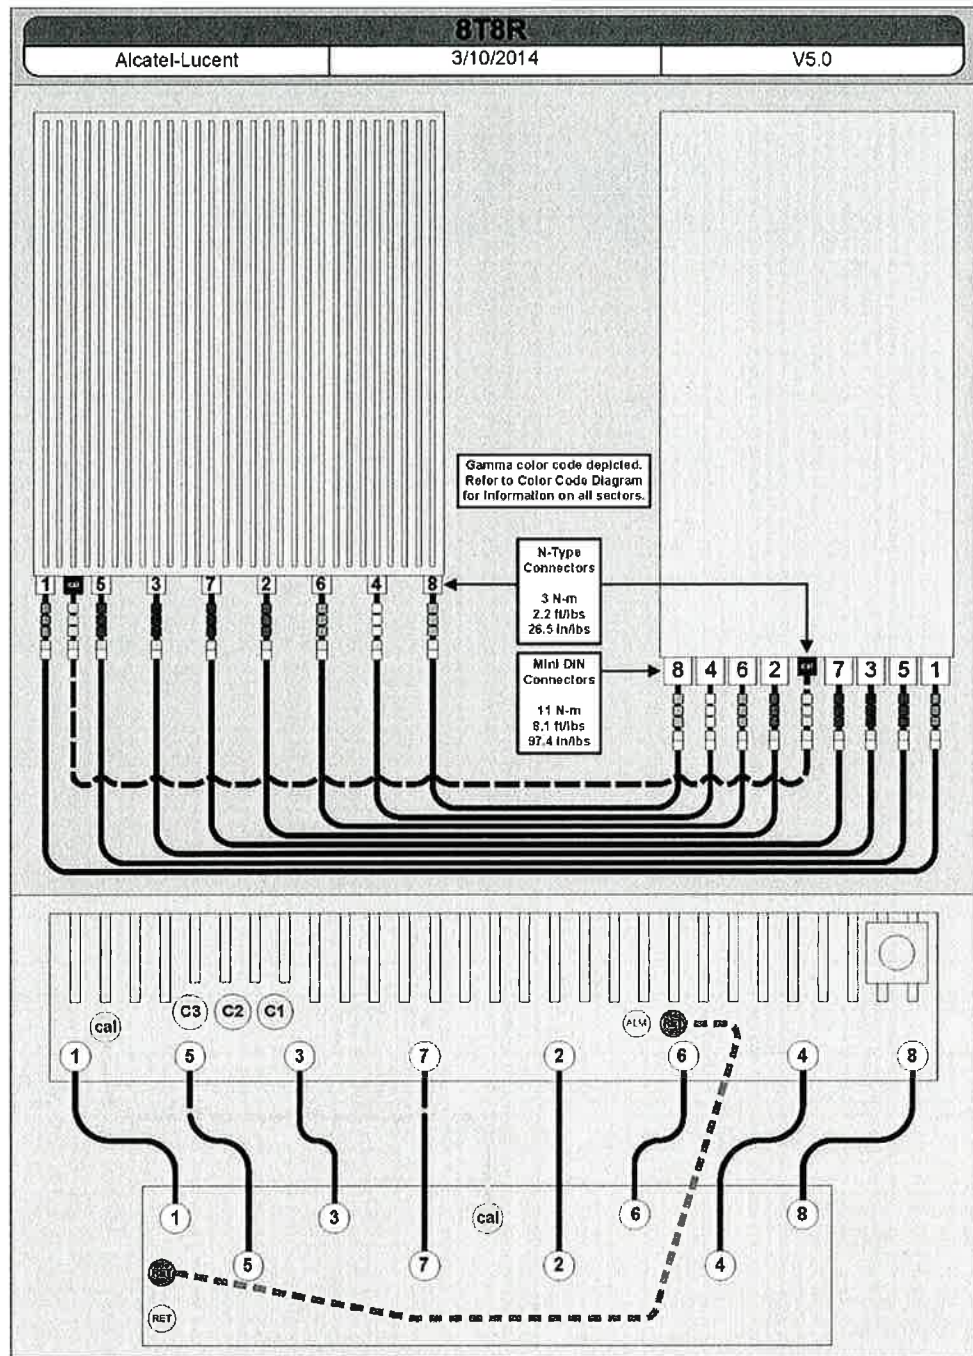 8T8R
Alcatel-Lucent 3/10/2014 V5.0
Gamma color code depicted.
Refer to Color Code Diagram
for information on all sectors.
N-Type
Connectors
3 N-m
2.2 ft/lbs
26.5 in/lbs
1 cal 5 3 7 2 6 4 8
Mini DIN
Connectors
11 N-m
8.1 ft/lbs
97.4 in/lbs
8 4 6 2 7 3 5 1
C3 C2 C1
cal ALM RET
1 5 3 7 2 6 4 8
1 3 cal 6 8
5 7 2 4
RET
RET